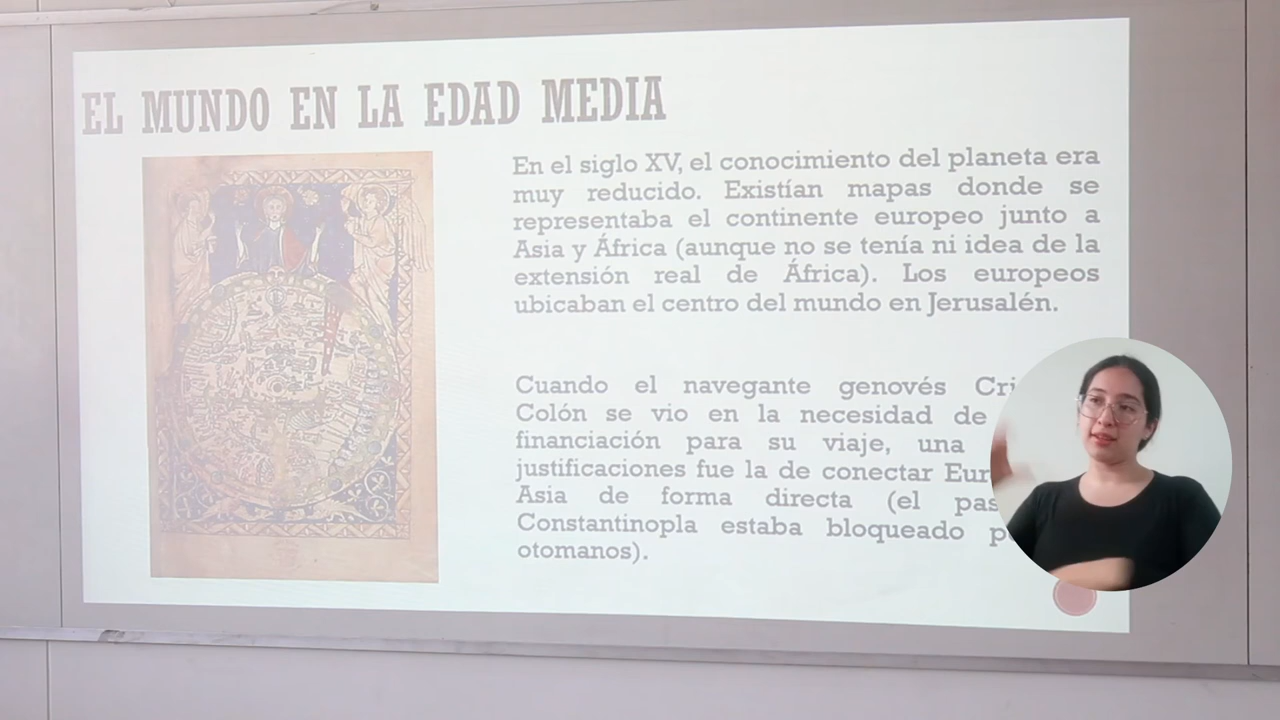 EL MUNDO EN LA EDAD MEDIA
En el siglo XV, el conocimiento del planeta era
muy reducido. Existían mapas donde se
representaba el continente europeo junto a
Asia y África (aunque no se tenía ni idea de la
extensión real de África). Los europeos
ubicaban el centro del mundo en Jerusalén.
Cuando el navegante genovés
Colón se vio en la necesidad de
financiación para su viaje, una
justificaciones fue la de conectar
Asia de forma directa (el
Constantinopla estaba bloqueado
otomanos).